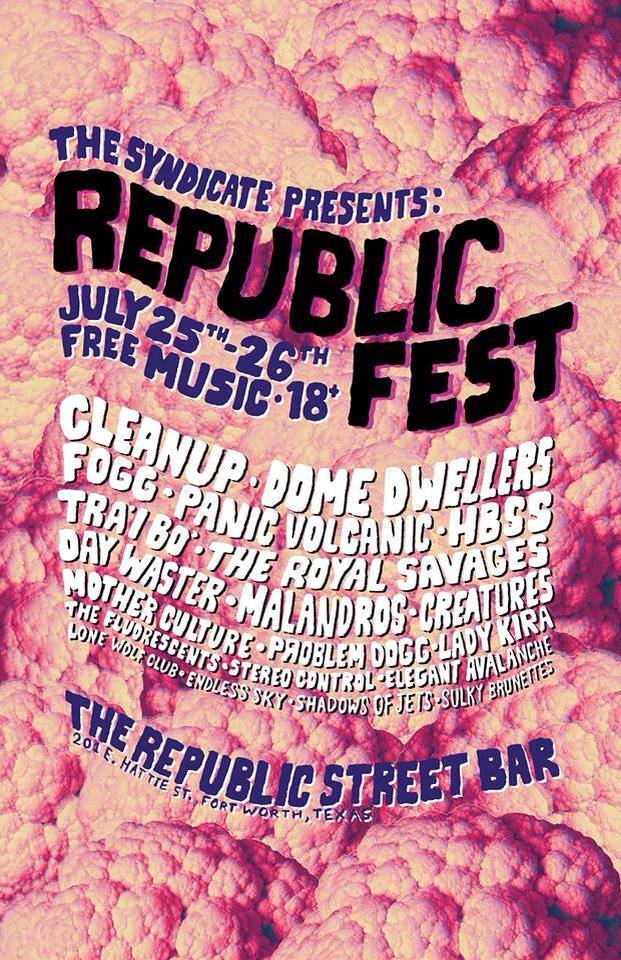 THE SYNDICATE PRESENTS:
REPUBLIC
FEST
JULY 25TH-26TH
FREE MUSIC · 18+
CLEANUP · DOME DWELLERS
FOGG · PANIC VOLCANIC · HBSS
TRA'I BO' · THE ROYAL SAVAGES
DAY WASTER · MALANDROS · CREATURES
MOTHER CULTURE · PROBLEM DOGG · LADY KIRA
THE FLUORESCENTS · STEREO CONTROL · ELEGANT AVALANCHE
LONE WOLF CLUB · ENDLESS SKY · SHADOWS OF JETS · SULKY BRUNETTES
THE REPUBLIC STREET BAR
201 E. HATTIE ST. FORT WORTH, TEXAS